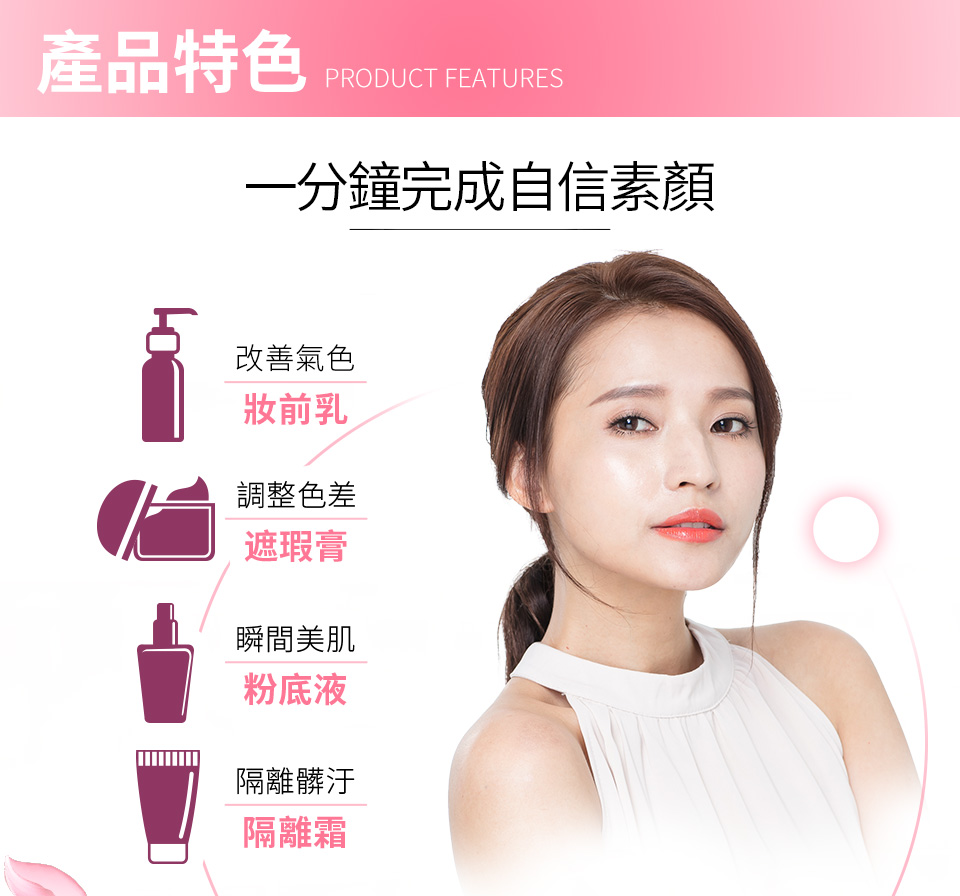 產品特色 PRODUCT FEATURES
一分鐘完成自信素顏
改善氣色
妝前乳
調整色差
遮瑕膏
瞬間美肌
粉底液
隔離髒汙
隔離霜